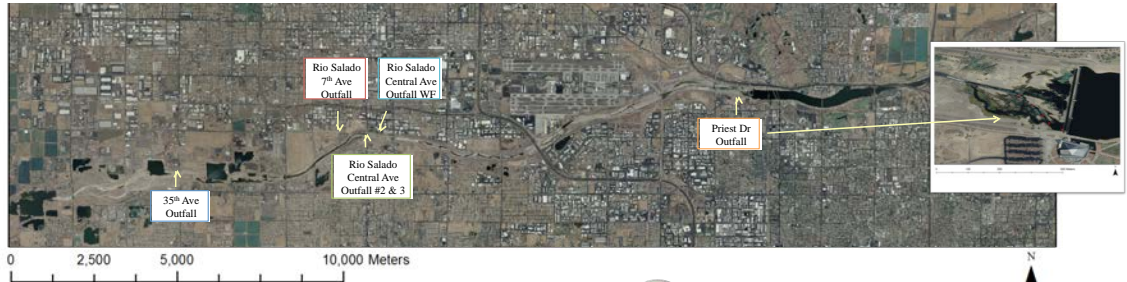 Rio Salado
7th Ave
Outfall
Rio Salado
Central Ave
Outfall WF
Priest Dr
Outfall
Rio Salado
Central Ave
Outfall #2 & 3
35th Ave
Outfall
0 2,500 5,000 10,000 Meters
N